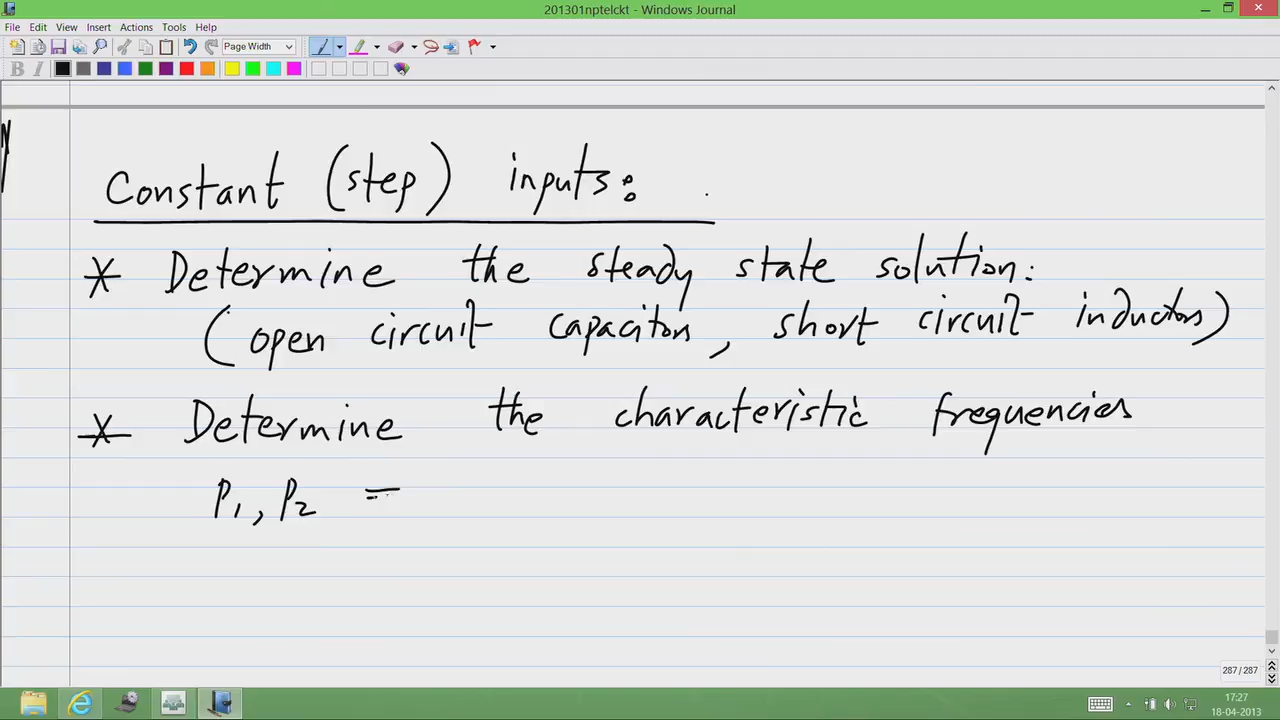 201301nptelckt - Windows Journal
File Edit View Insert Actions Tools Help
Page Width
B I
Constant (step) inputs:
* Determine the steady state solution:
(open circuit capacitors, short circuit inductors)
* Determine the characteristic frequencies
p1, p2 =
287 / 287
17:27
18-04-2013